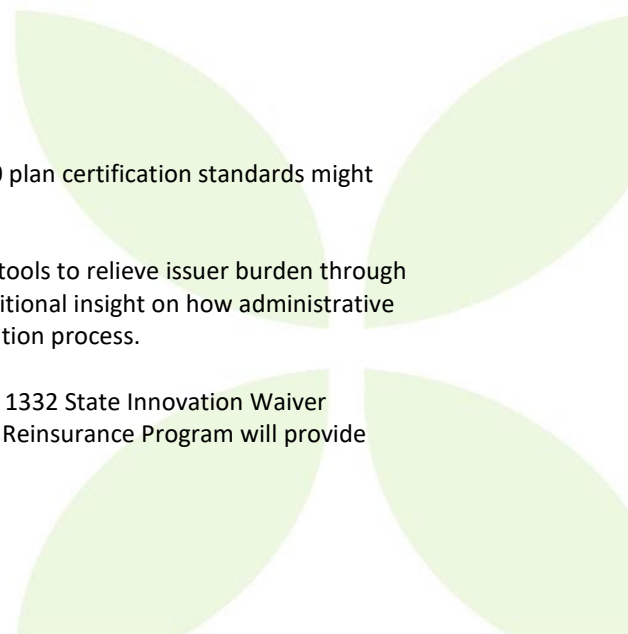 plan certification standards might
tools to relieve issuer burden through
itional insight on how administrative
tion process.
1332 State Innovation Waiver
Reinsurance Program will provide